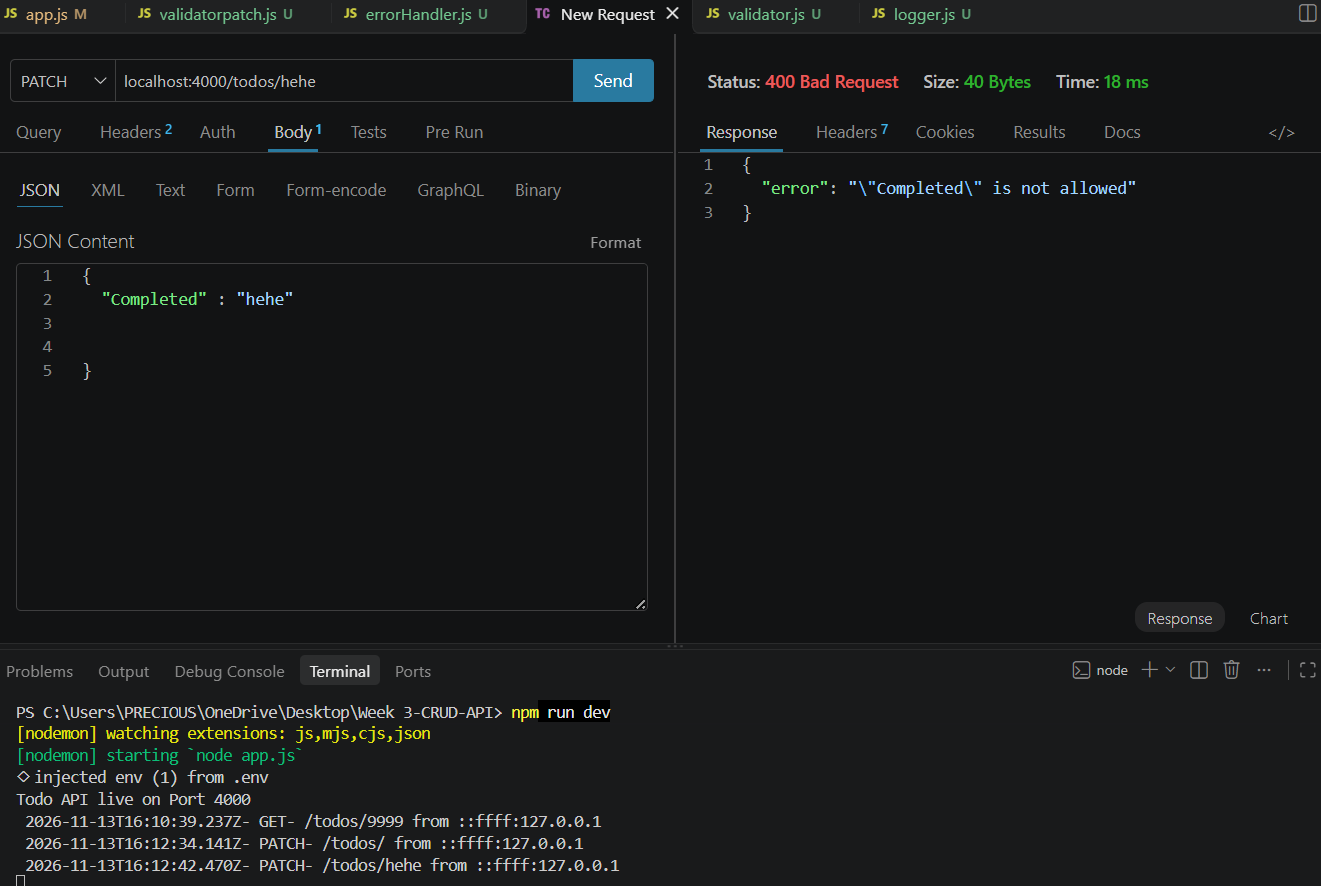 JS app.js M JS validatorpatch.js U JS errorHandler.js U TC New Request JS validator.js U JS logger.js U
PATCH localhost:4000/todos/hehe Send
Query Headers 2 Auth Body 1 Tests Pre Run
JSON XML Text Form Form-encode GraphQL Binary
JSON Content Format
1 {
2 "Completed" : "hehe"
3
4
5 }
Status: 400 Bad Request Size: 40 Bytes Time: 18 ms
Response Headers 7 Cookies Results Docs </>
1 {
2 "error": "\"Completed\" is not allowed"
3 }
Response Chart
Problems Output Debug Console Terminal Ports node
PS C:\Users\PRECIOUS\OneDrive\Desktop\Week 3-CRUD-API> npm run dev
[nodemon] watching extensions: js,mjs,cjs,json
[nodemon] starting `node app.js`
◇ injected env (1) from .env
Todo API live on Port 4000
2026-11-13T16:10:39.237Z- GET- /todos/9999 from ::ffff:127.0.0.1
2026-11-13T16:12:34.141Z- PATCH- /todos/ from ::ffff:127.0.0.1
2026-11-13T16:12:42.470Z- PATCH- /todos/hehe from ::ffff:127.0.0.1